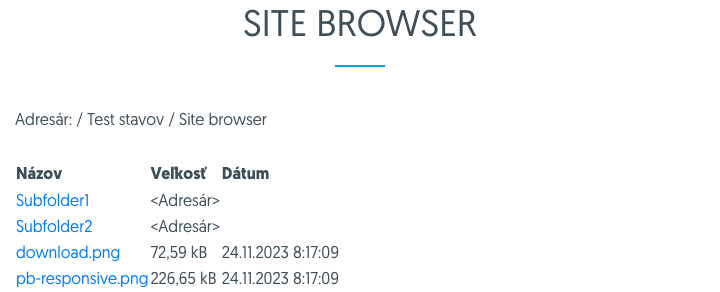 SITE BROWSER
Adresár: / Test stavov / Site browser
Názov Veľkosť Dátum
Subfolder1 <Adresár>
Subfolder2 <Adresár>
download.png 72,59 kB 24.11.2023 8:17:09
pb-responsive.png 226,65 kB 24.11.2023 8:17:09